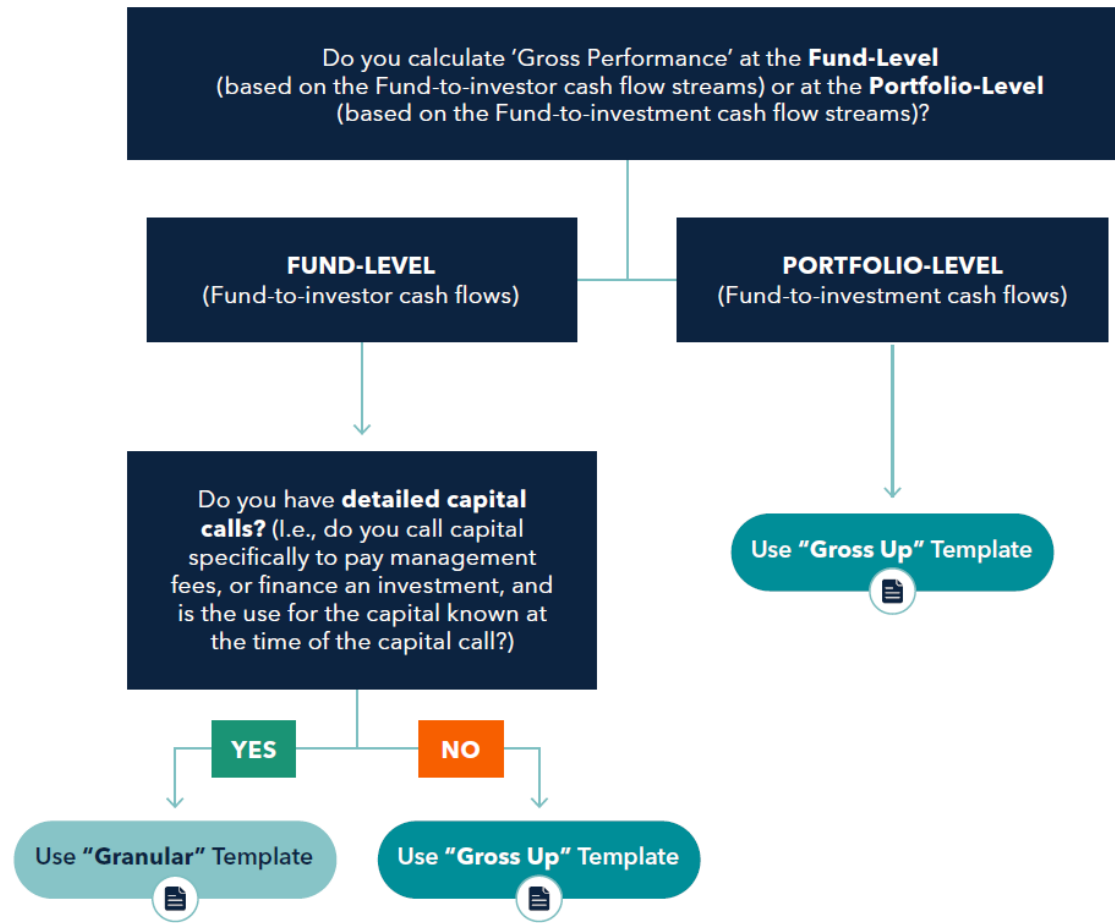 Do you calculate ‘Gross Performance’ at the Fund-Level
(based on the Fund-to-investor cash flow streams) or at the Portfolio-Level
(based on the Fund-to-investment cash flow streams)?
FUND-LEVEL
(Fund-to-investor cash flows)
PORTFOLIO-LEVEL
(Fund-to-investment cash flows)
Do you have detailed capital
calls? (I.e., do you call capital
specifically to pay management
fees, or finance an investment, and
is the use for the capital known at
the time of the capital call?)
Use “Gross Up” Template
YES
NO
Use “Granular” Template
Use “Gross Up” Template